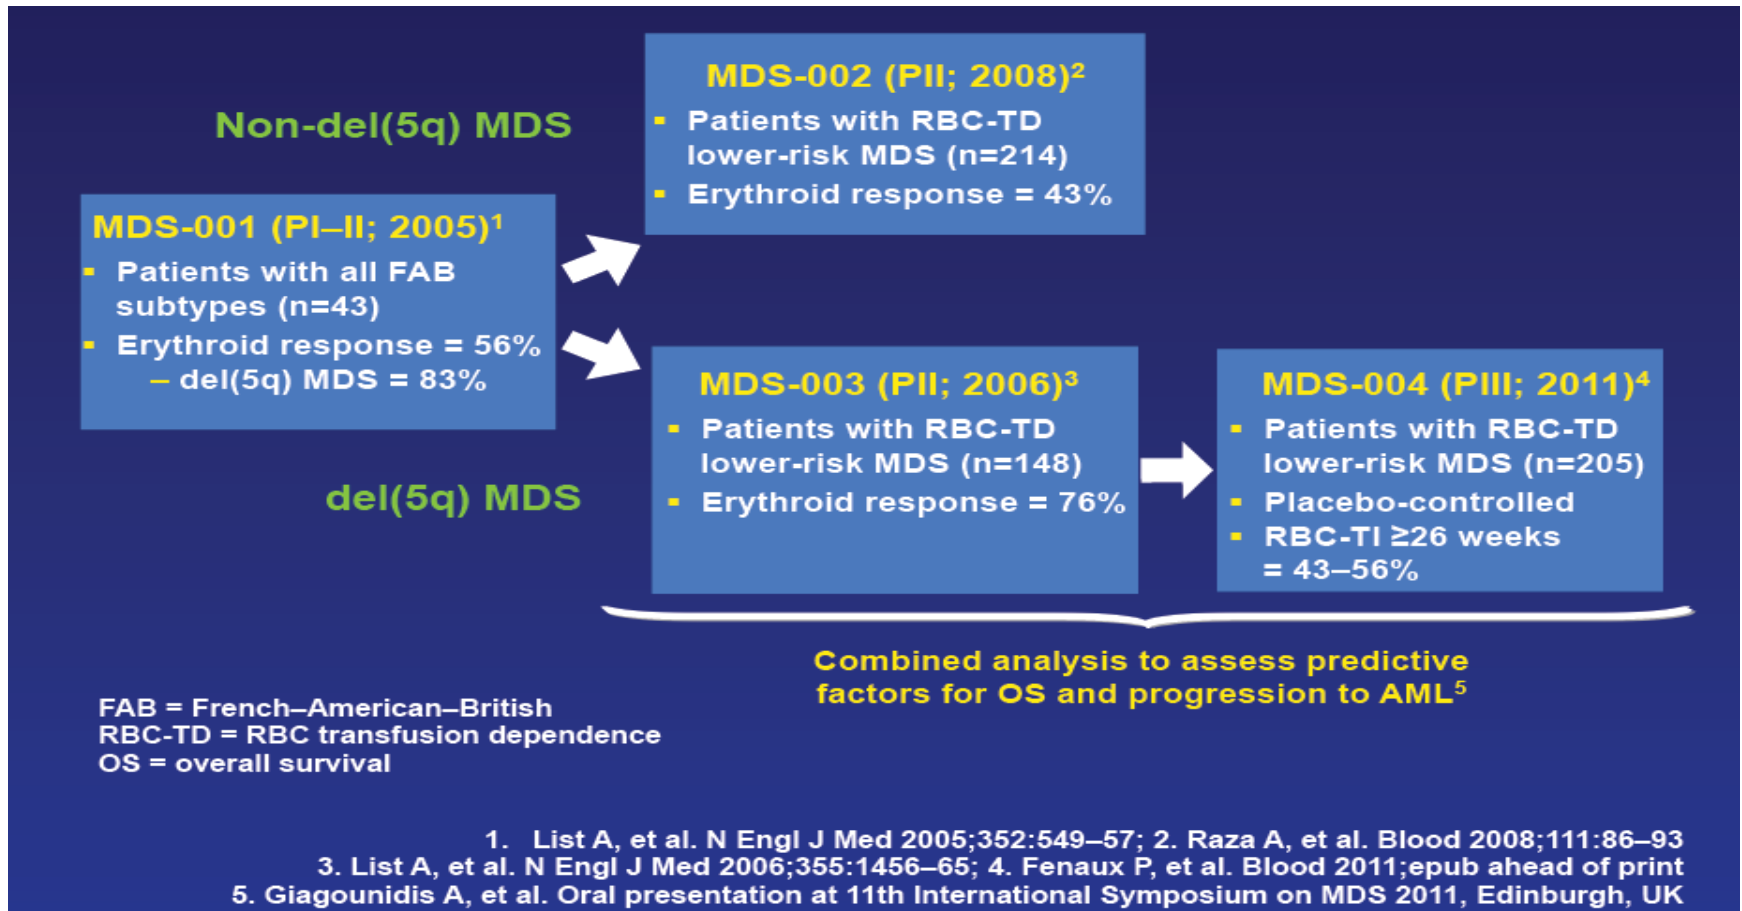 Non-del(5q) MDS
MDS-001 (PI–II; 2005)¹
▪ Patients with all FAB
subtypes (n=43)
▪ Erythroid response = 56%
– del(5q) MDS = 83%
MDS-002 (PII; 2008)²
▪ Patients with RBC-TD
lower-risk MDS (n=214)
▪ Erythroid response = 43%
del(5q) MDS
MDS-003 (PII; 2006)³
▪ Patients with RBC-TD
lower-risk MDS (n=148)
▪ Erythroid response = 76%
MDS-004 (PIII; 2011)⁴
▪ Patients with RBC-TD
lower-risk MDS (n=205)
▪ Placebo-controlled
▪ RBC-TI ≥26 weeks
= 43–56%
Combined analysis to assess predictive
factors for OS and progression to AML⁵
FAB = French–American–British
RBC-TD = RBC transfusion dependence
OS = overall survival
1. List A, et al. N Engl J Med 2005;352:549–57; 2. Raza A, et al. Blood 2008;111:86–93
3. List A, et al. N Engl J Med 2006;355:1456–65; 4. Fenaux P, et al. Blood 2011;epub ahead of print
5. Giagounidis A, et al. Oral presentation at 11th International Symposium on MDS 2011, Edinburgh, UK